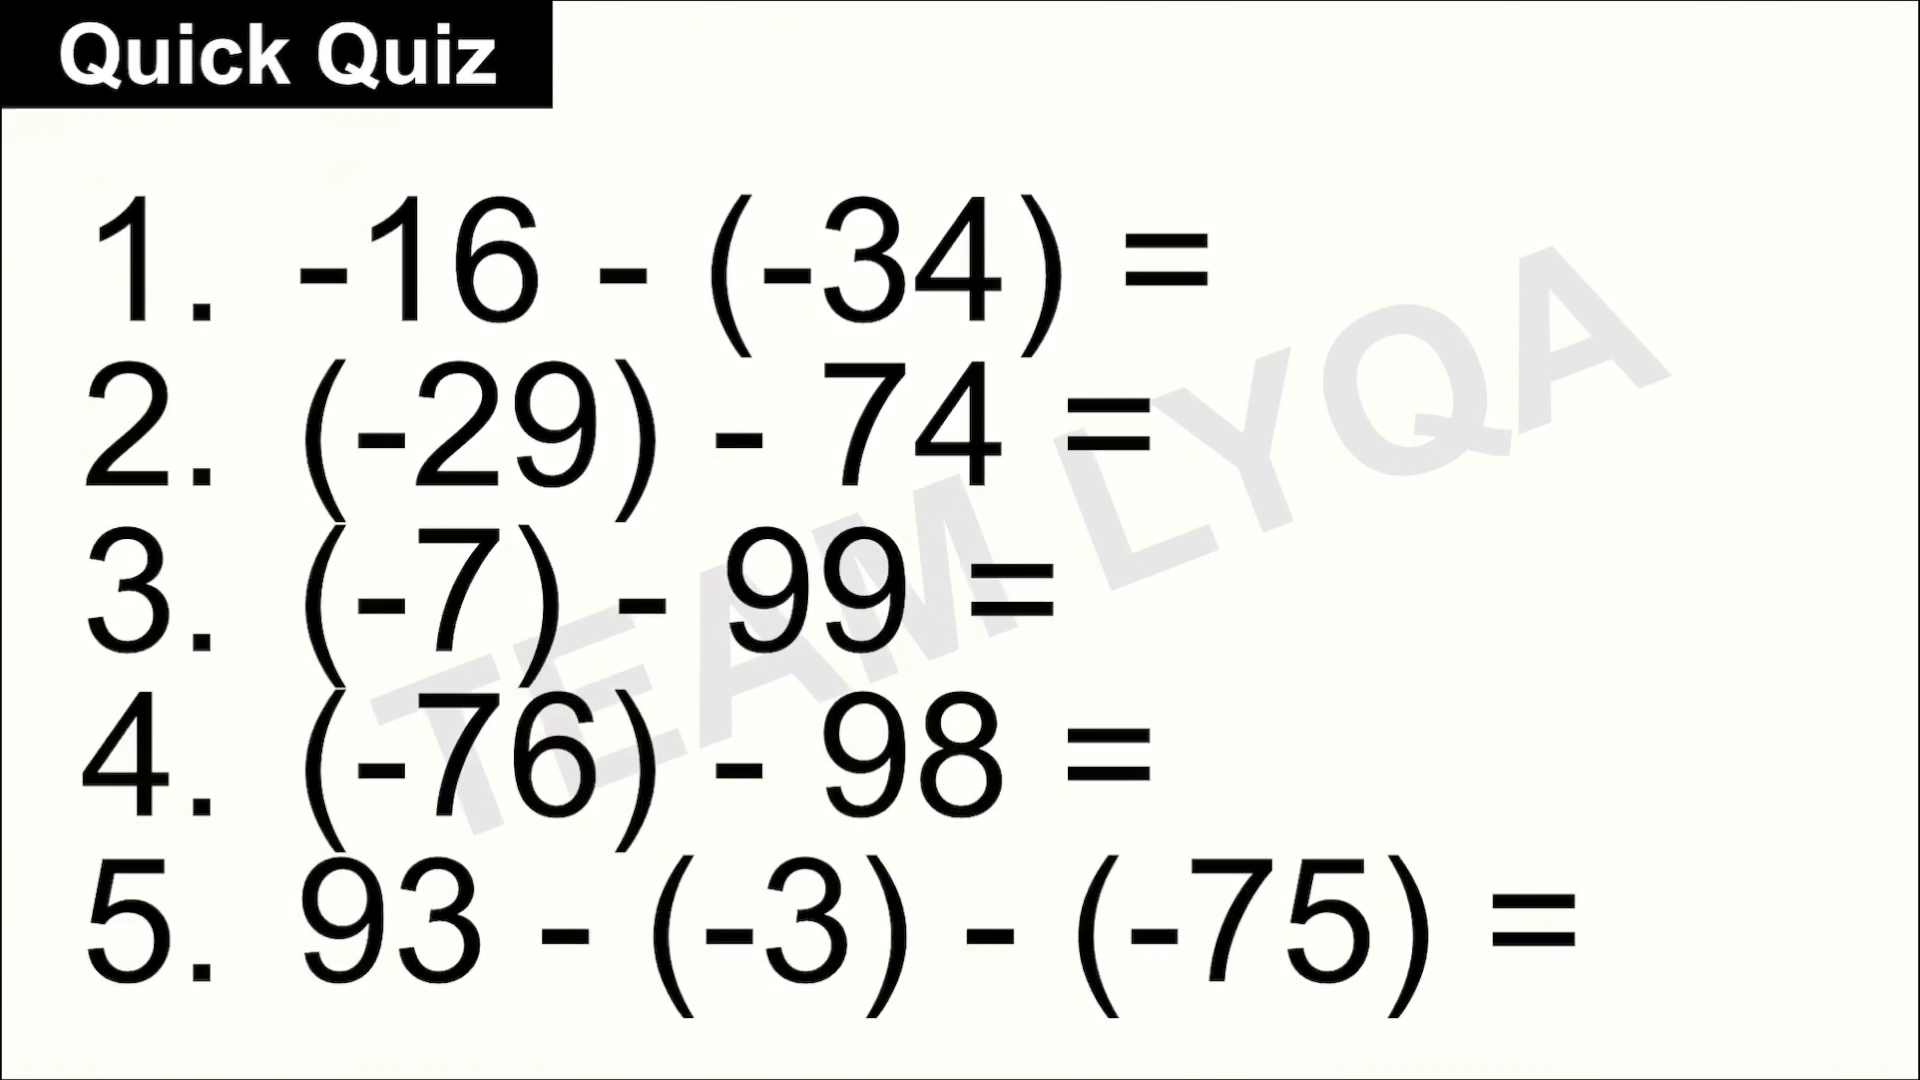 Quick Quiz
1. -16 - (-34) =
2. (-29) - 74 =
3. (-7) - 99 =
4. (-76) - 98 =
5. 93 - (-3) - (-75) =
TEAM LYQA